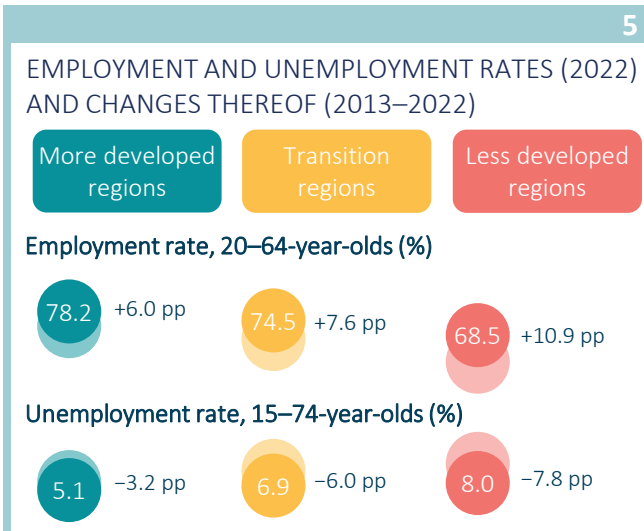 5
EMPLOYMENT AND UNEMPLOYMENT RATES (2022)
AND CHANGES THEREOF (2013–2022)
More developed
regions
Transition
regions
Less developed
regions
Employment rate, 20–64-year-olds (%)
78.2 +6.0 pp
74.5 +7.6 pp
68.5 +10.9 pp
Unemployment rate, 15–74-year-olds (%)
5.1 −3.2 pp
6.9 −6.0 pp
8.0 −7.8 pp